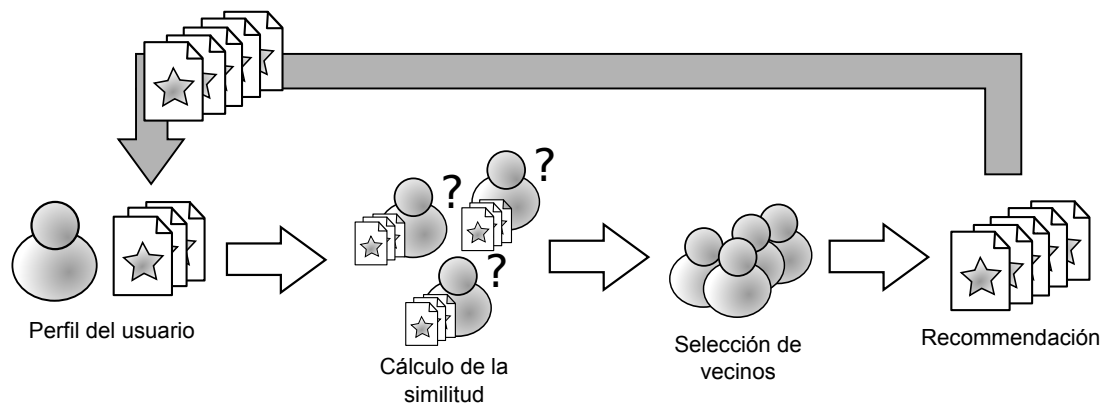 ?
?
?
Perfil del usuario
Cálculo de la
similitud
Selección de
vecinos
Recommendación